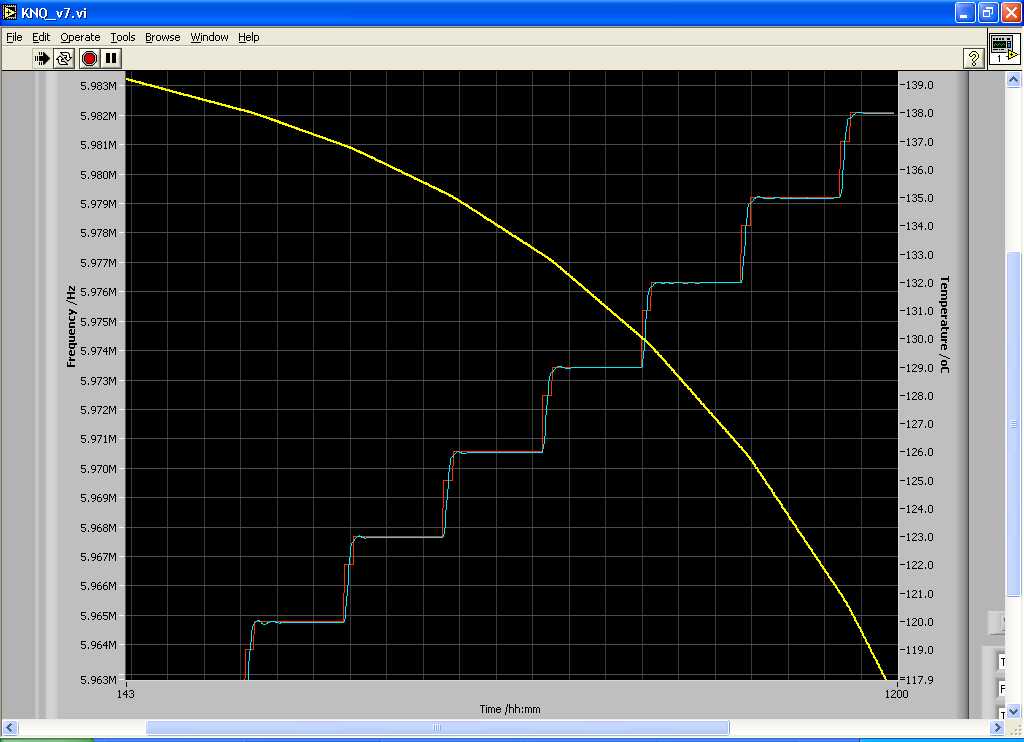 KNQ_v7.vi
File Edit Operate Tools Browse Window Help
?
1
5.983M
5.982M
5.981M
5.980M
5.979M
5.978M
5.977M
5.976M
5.975M
5.974M
5.973M
5.972M
5.971M
5.970M
5.969M
5.968M
5.967M
5.966M
5.965M
5.964M
5.963M
Frequency /Hz
139.0
138.0
137.0
136.0
135.0
134.0
133.0
132.0
131.0
130.0
129.0
128.0
127.0
126.0
125.0
124.0
123.0
122.0
121.0
120.0
119.0
117.9
Temperature /oC
143
1200
Time /hh:mm
T
F
T